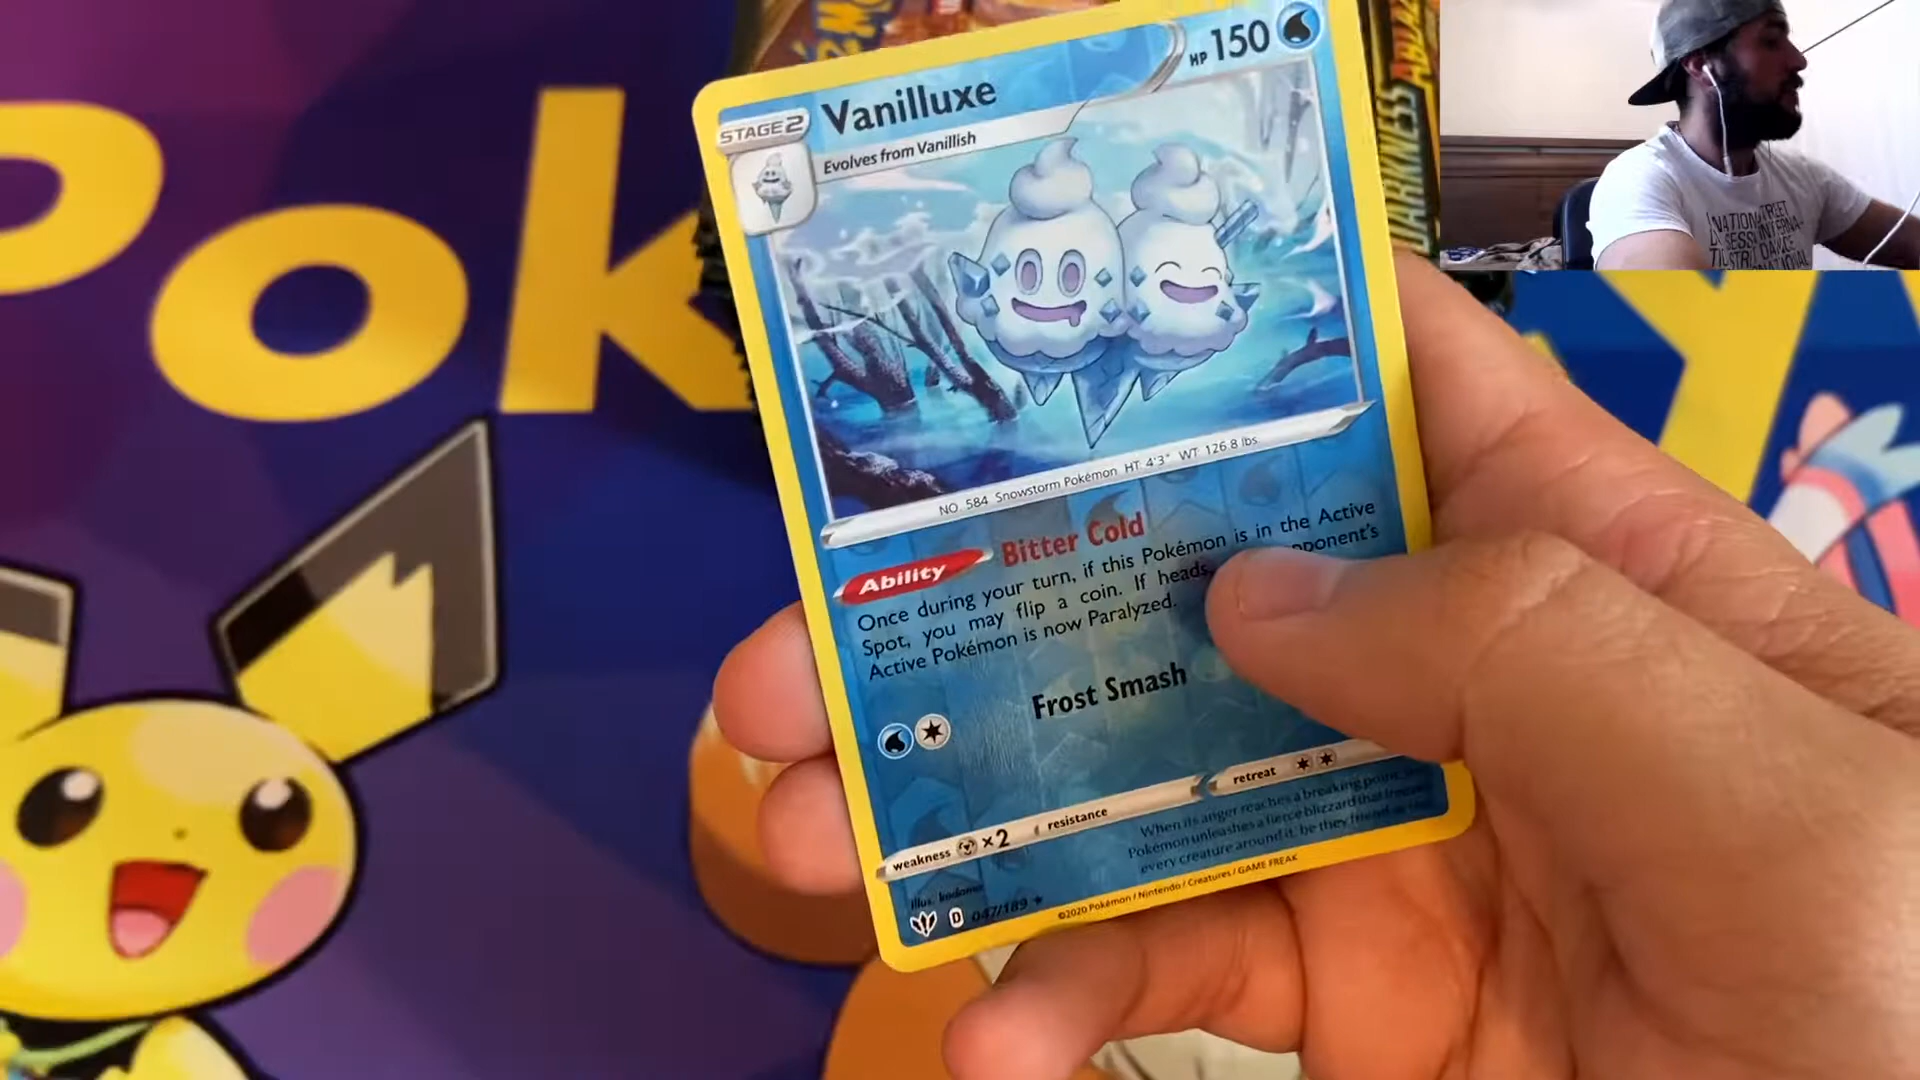 Pok
STAGE 2
Vanilluxe
HP 150
Evolves from Vanillish
DARKNESS ABLAZE
NO. 584 Snowstorm Pokémon HT: 4'3" WT: 126.8 lbs
Ability Bitter Cold
Once during your turn, if this Pokémon is in the Active
Spot, you may flip a coin. If heads, pponent's
Active Pokémon is now Paralyzed.
Frost Smash
weakness ×2 resistance retreat
When its anger reaches a breaking point, this
Pokémon unleashes a fierce blizzard that freezes
every creature around it, be they friend or foe.
Illus. kodama
D 047/189 ★
©2020 Pokémon / Nintendo / Creatures / GAME FREAK
Y